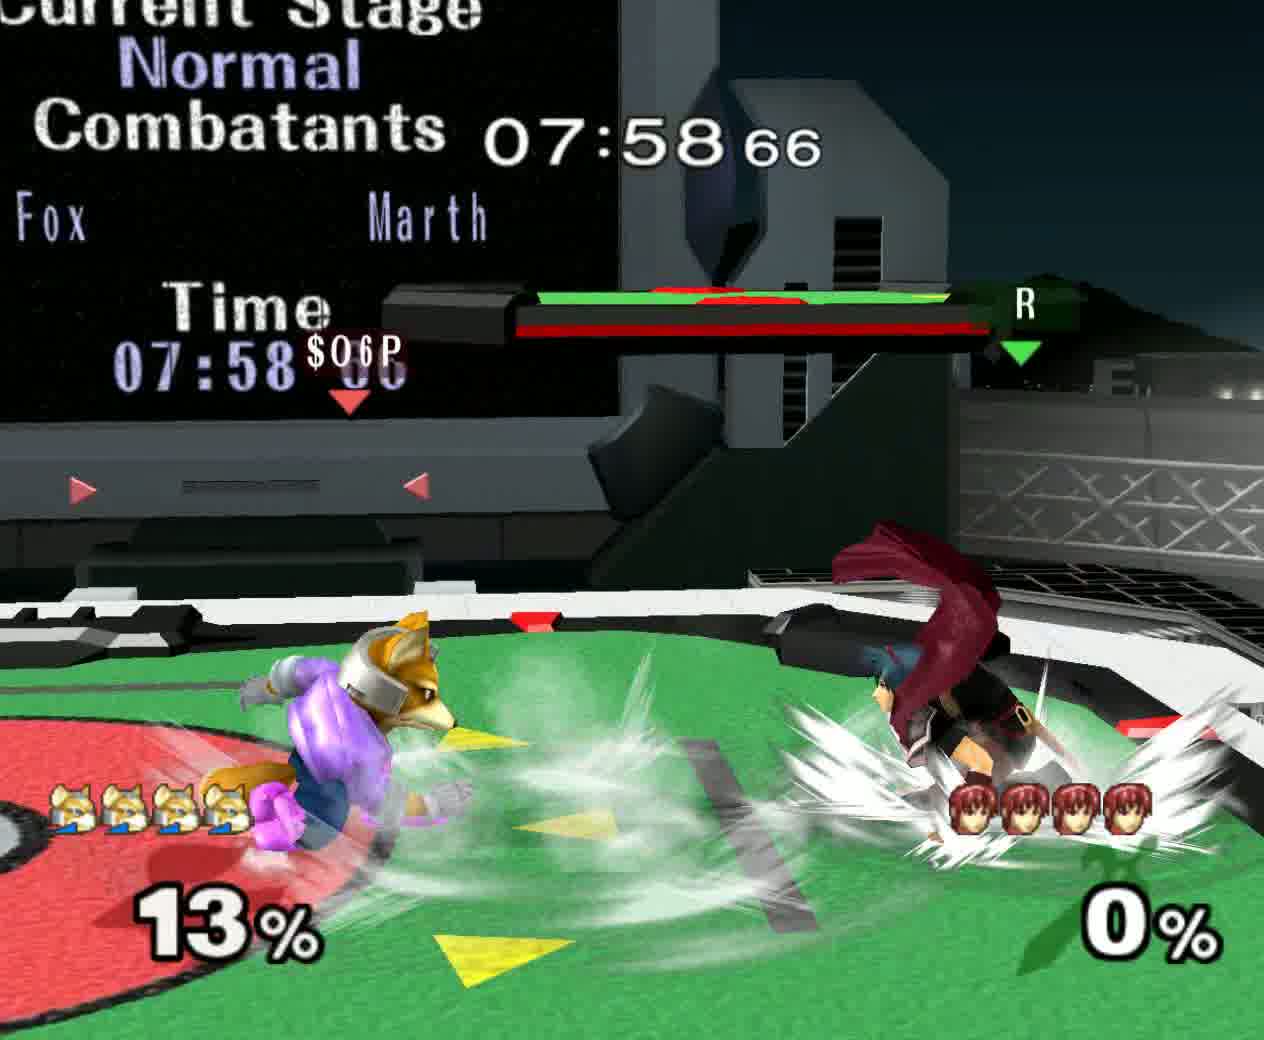 Current Stage
Normal
Combatants
07:58 66
Fox
Marth
Time
R
$06P
07:58
13%
0%